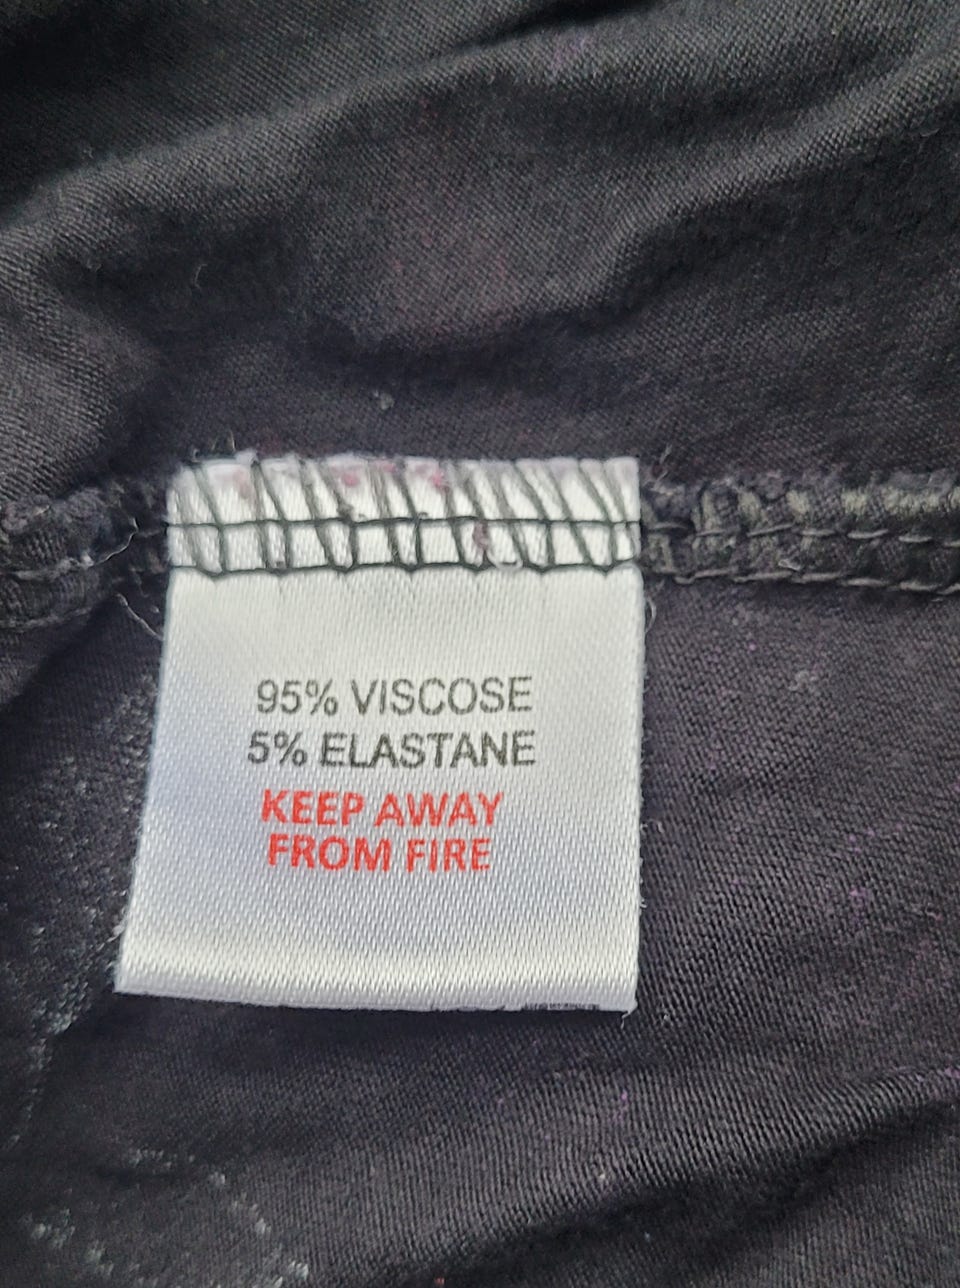 95% VISCOSE
5% ELASTANE
KEEP AWAY
FROM FIRE